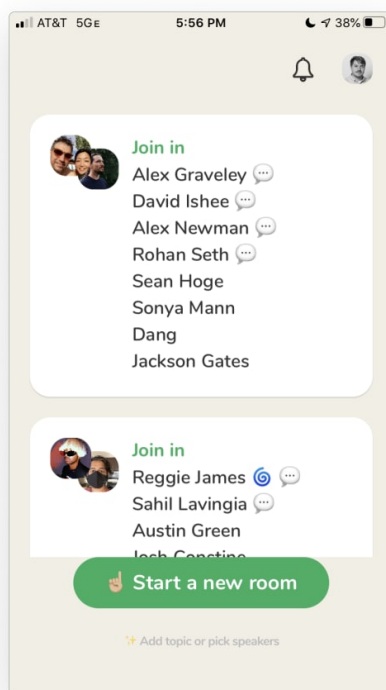 AT&T 5GE 5:56 PM 38%
Join in
Alex Graveley 💬
David Ishee 💬
Alex Newman 💬
Rohan Seth 💬
Sean Hoge
Sonya Mann
Dang
Jackson Gates
Join in
Reggie James 🌀 💬
Sahil Lavingia 💬
Austin Green
Josh Constine
☝🏼 Start a new room
✨ Add topic or pick speakers